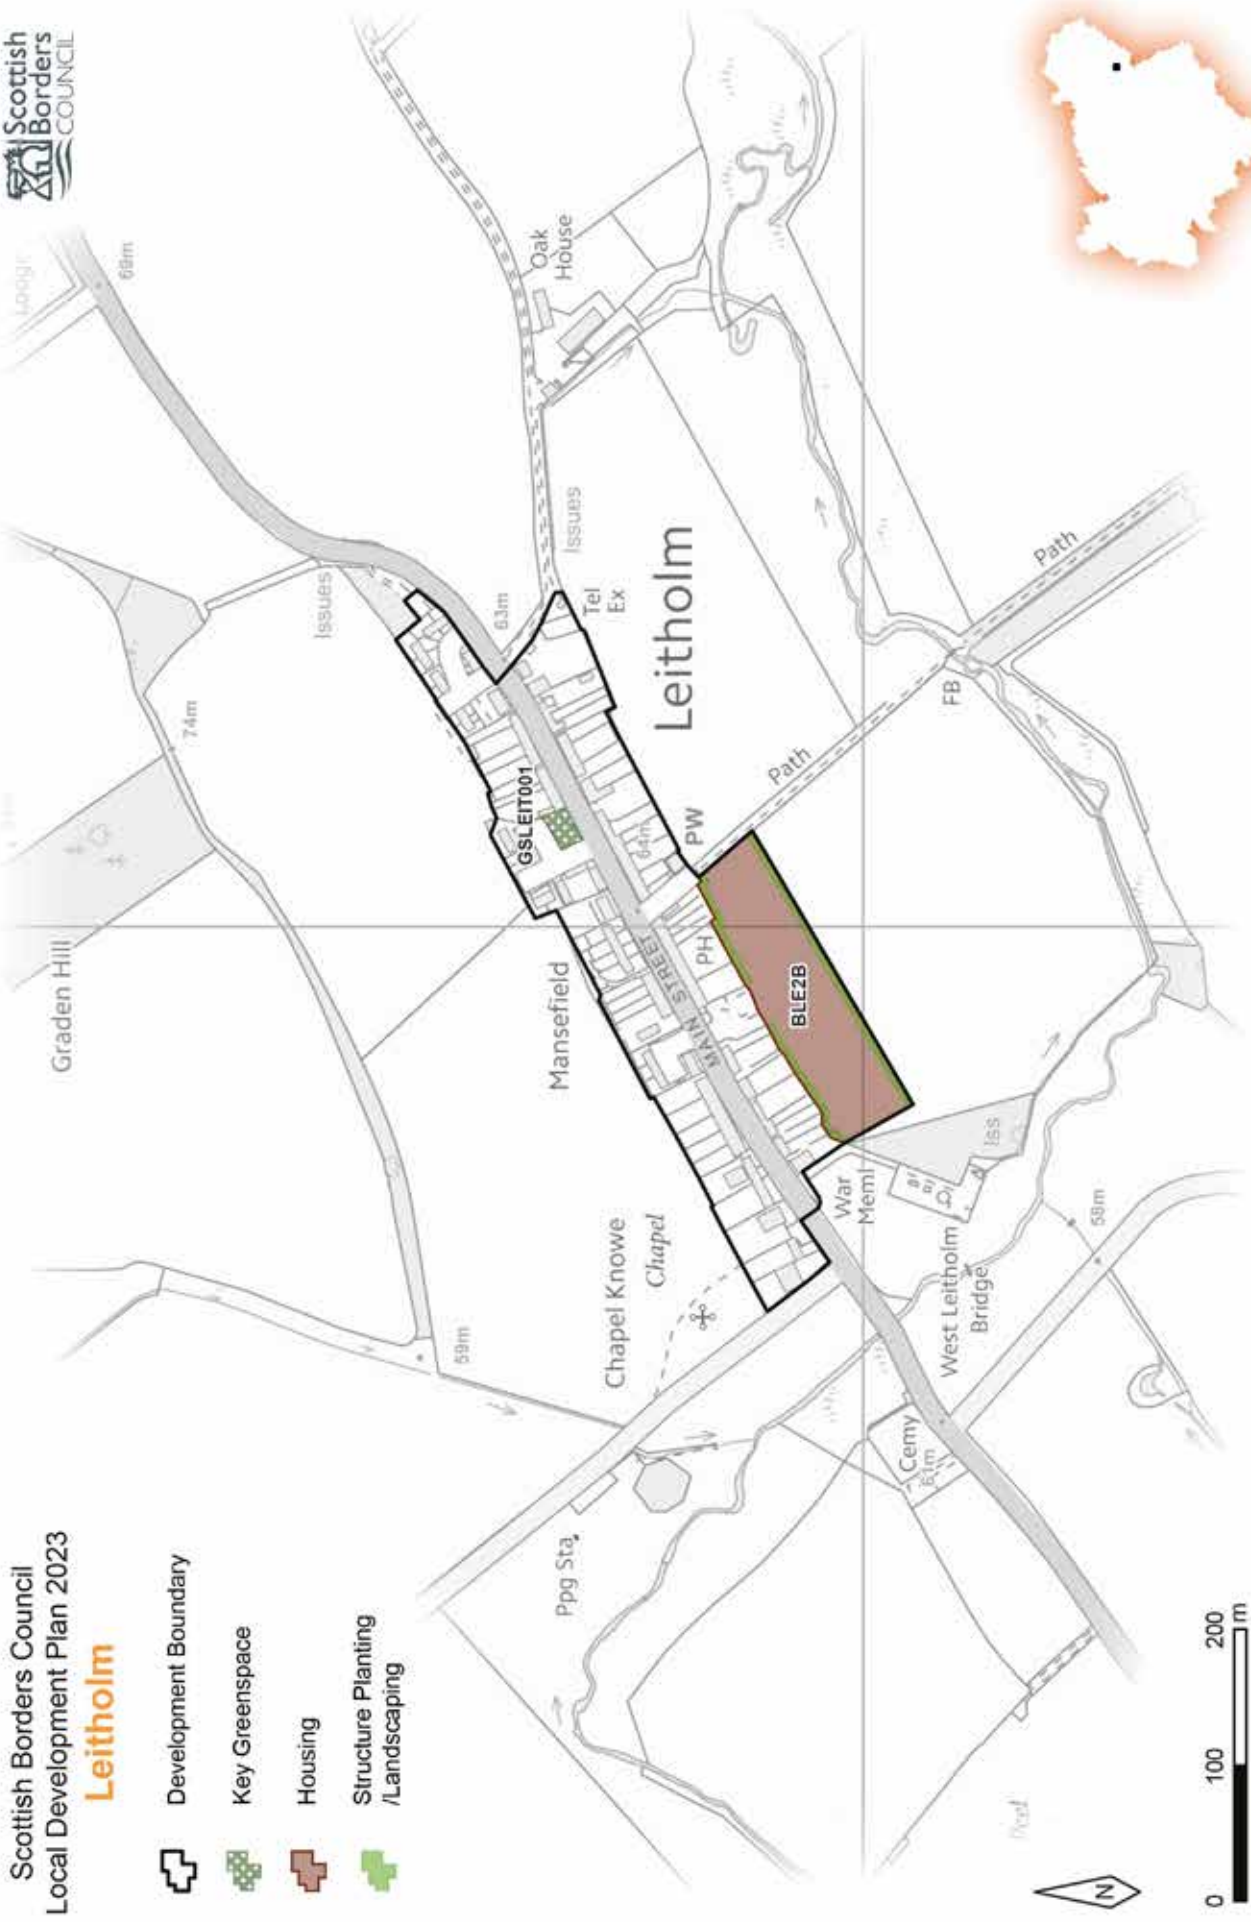 Scottish Borders Council
Local Development Plan 2023
Leitholm
Development Boundary
Key Greenspace
Housing
Structure Planting
/Landscaping
Scottish
Borders
COUNCIL
69m
Graden Hill
74m
Issues
Oak
House
63m
Issues
Tel
Ex
GSLEIT001
Leitholm
Mansefield
64m
PW
MAIN STREET
PH
Path
Path
FB
BLE2B
59m
Chapel Knowe
Chapel
War
Meml
Iss
58m
West Leitholm
Bridge
Ppg Sta
Cemy
61m
N
0
100
200
m